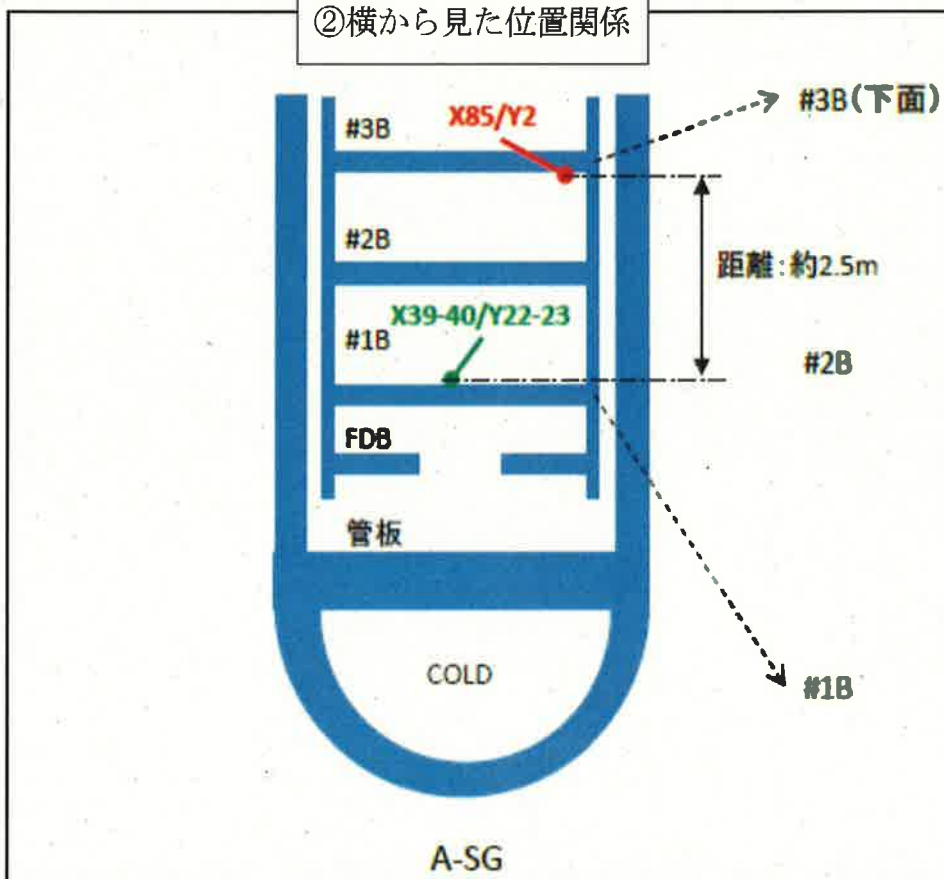 ②横から見た位置関係
#3B
X85/Y2
#3B(下面)
#2B
距離：約2.5m
X39-40/Y22-23
#1B
#2B
FDB
管板
COLD
#1B
A-SG